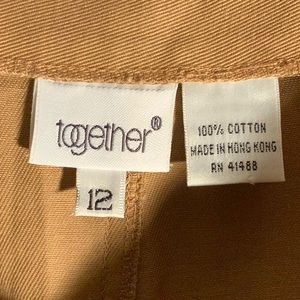 together®
12
100% COTTON
MADE IN HONG KONG
RN 41488